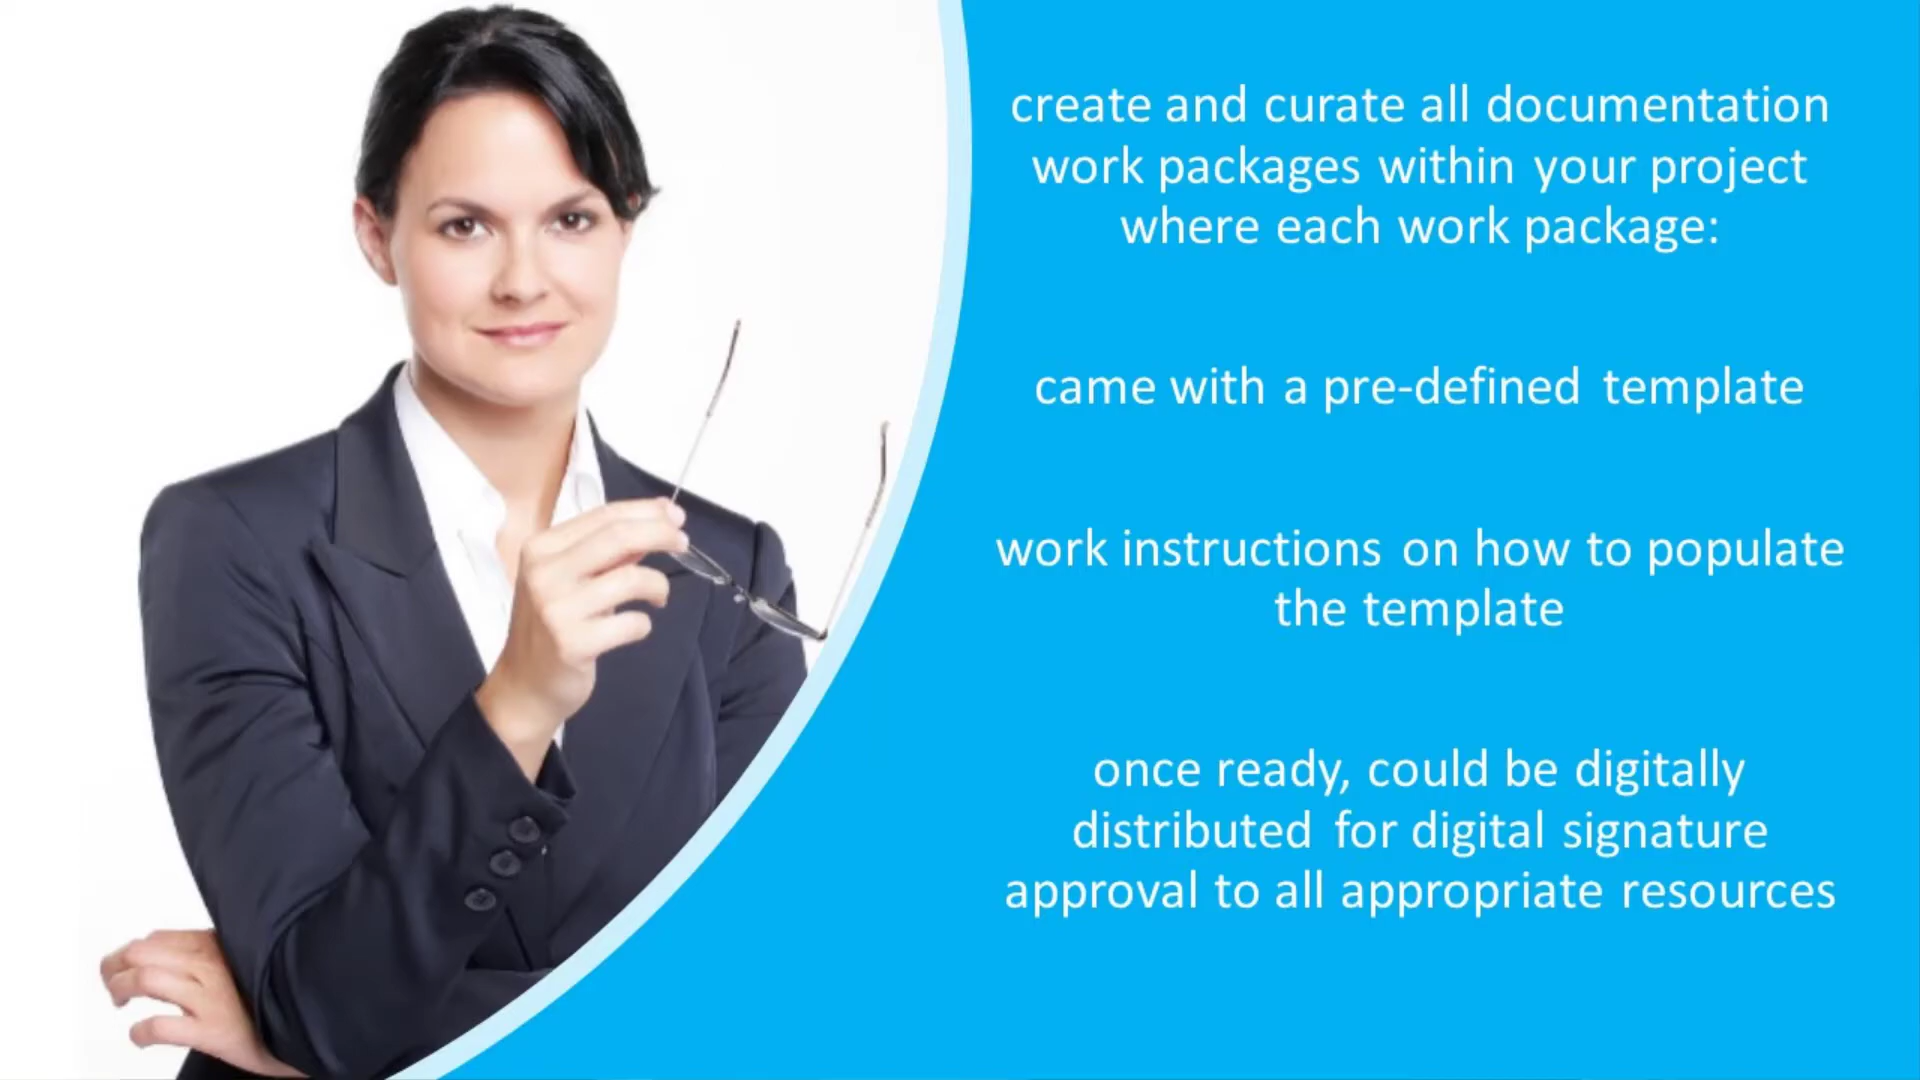 create and curate all documentation
work packages within your project
where each work package:
came with a pre-defined template
work instructions on how to populate
the template
once ready, could be digitally
distributed for digital signature
approval to all appropriate resources